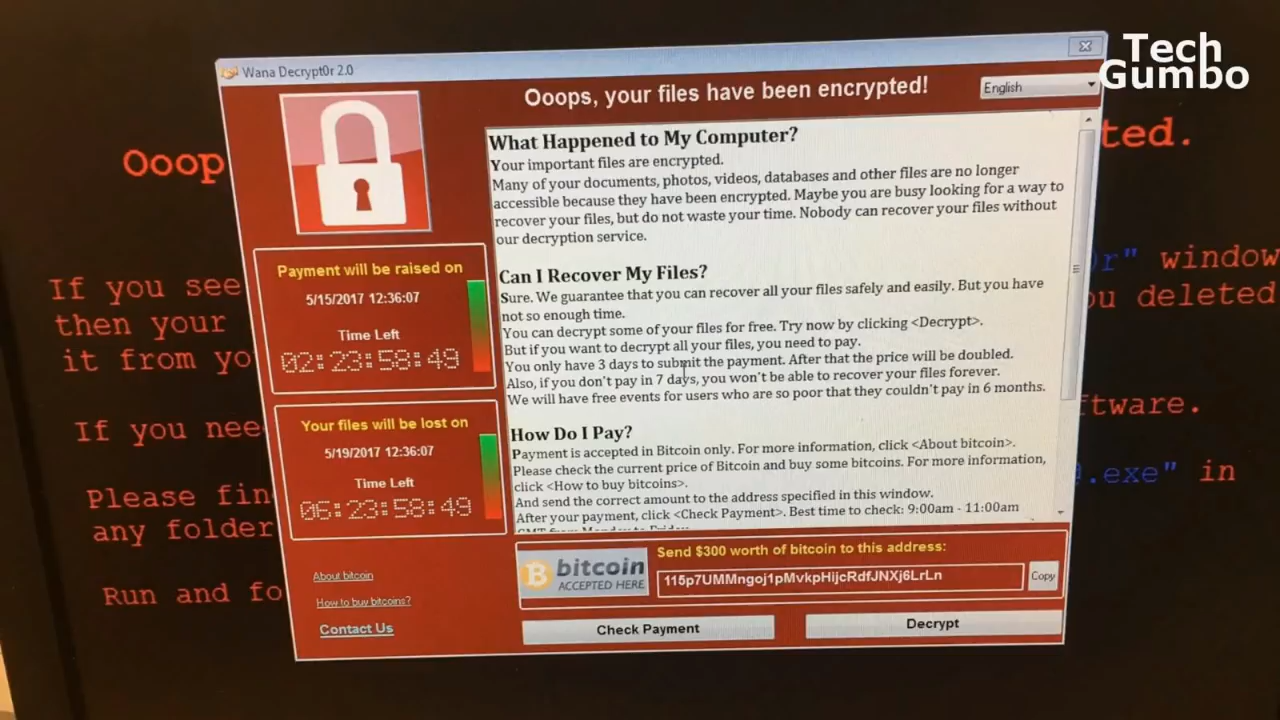 Tech
Gumbo
Wana Decrypt0r 2.0
Ooops, your files have been encrypted!
English
Ooop
ted.
What Happened to My Computer?
Your important files are encrypted.
Many of your documents, photos, videos, databases and other files are no longer
accessible because they have been encrypted. Maybe you are busy looking for a way to
recover your files, but do not waste your time. Nobody can recover your files without
our decryption service.
Payment will be raised on
5/15/2017 12:36:07
Time Left
02:23:58:49
Can I Recover My Files?
Sure. We guarantee that you can recover all your files safely and easily. But you have
not so enough time.
You can decrypt some of your files for free. Try now by clicking <Decrypt>.
But if you want to decrypt all your files, you need to pay.
You only have 3 days to submit the payment. After that the price will be doubled.
Also, if you don't pay in 7 days, you won't be able to recover your files forever.
We will have free events for users who are so poor that they couldn't pay in 6 months.
Your files will be lost on
5/19/2017 12:36:07
Time Left
06:23:58:49
How Do I Pay?
Payment is accepted in Bitcoin only. For more information, click <About bitcoin>.
Please check the current price of Bitcoin and buy some bitcoins. For more information,
click <How to buy bitcoins>.
And send the correct amount to the address specified in this window.
After your payment, click <Check Payment>. Best time to check: 9:00am - 11:00am
GMT from Monday to Friday.
If you see
r" window
then your
u deleted
it from yo
If you nee
ftware.
Please fin
.exe" in
any folder
Run and fo
About bitcoin
How to buy bitcoins?
Contact Us
bitcoin
ACCEPTED HERE
Send $300 worth of bitcoin to this address:
115p7UMMngoj1pMvkpHijcRdfJNXj6LrLn
Copy
Check Payment
Decrypt